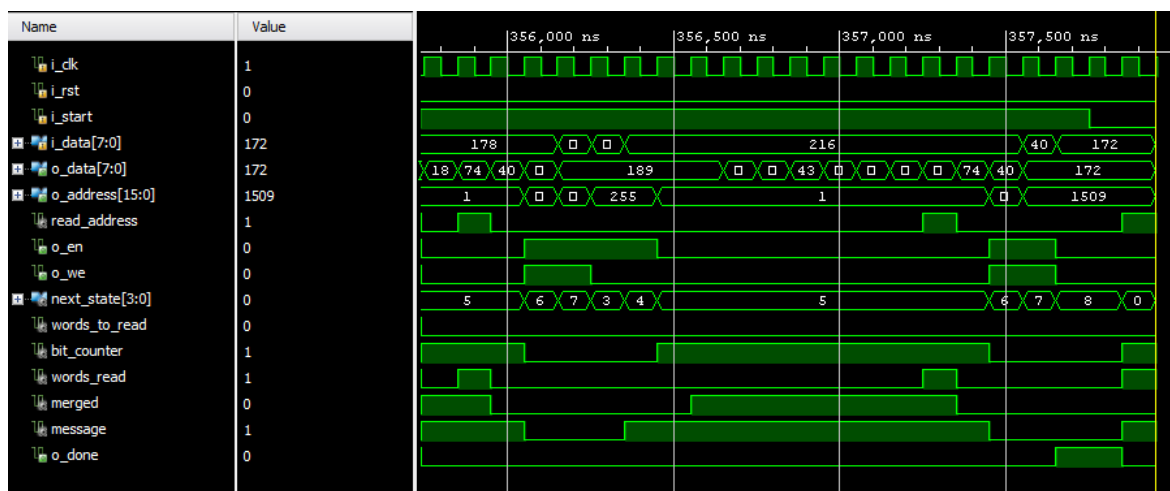 Name Value
356,000 ns 356,500 ns 357,000 ns 357,500 ns
i_clk 1
i_rst 0
i_start 0
i_data[7:0] 172 178 216 40 172
o_data[7:0] 172 18 74 40 189 43 74 40 172
o_address[15:0] 1509 1 255 1 1509
read_address 1
o_en 0
o_we 0
next_state[3:0] 0 5 6 7 3 4 5 6 7 8 0
words_to_read 0
bit_counter 1
words_read 1
merged 0
message 1
o_done 0